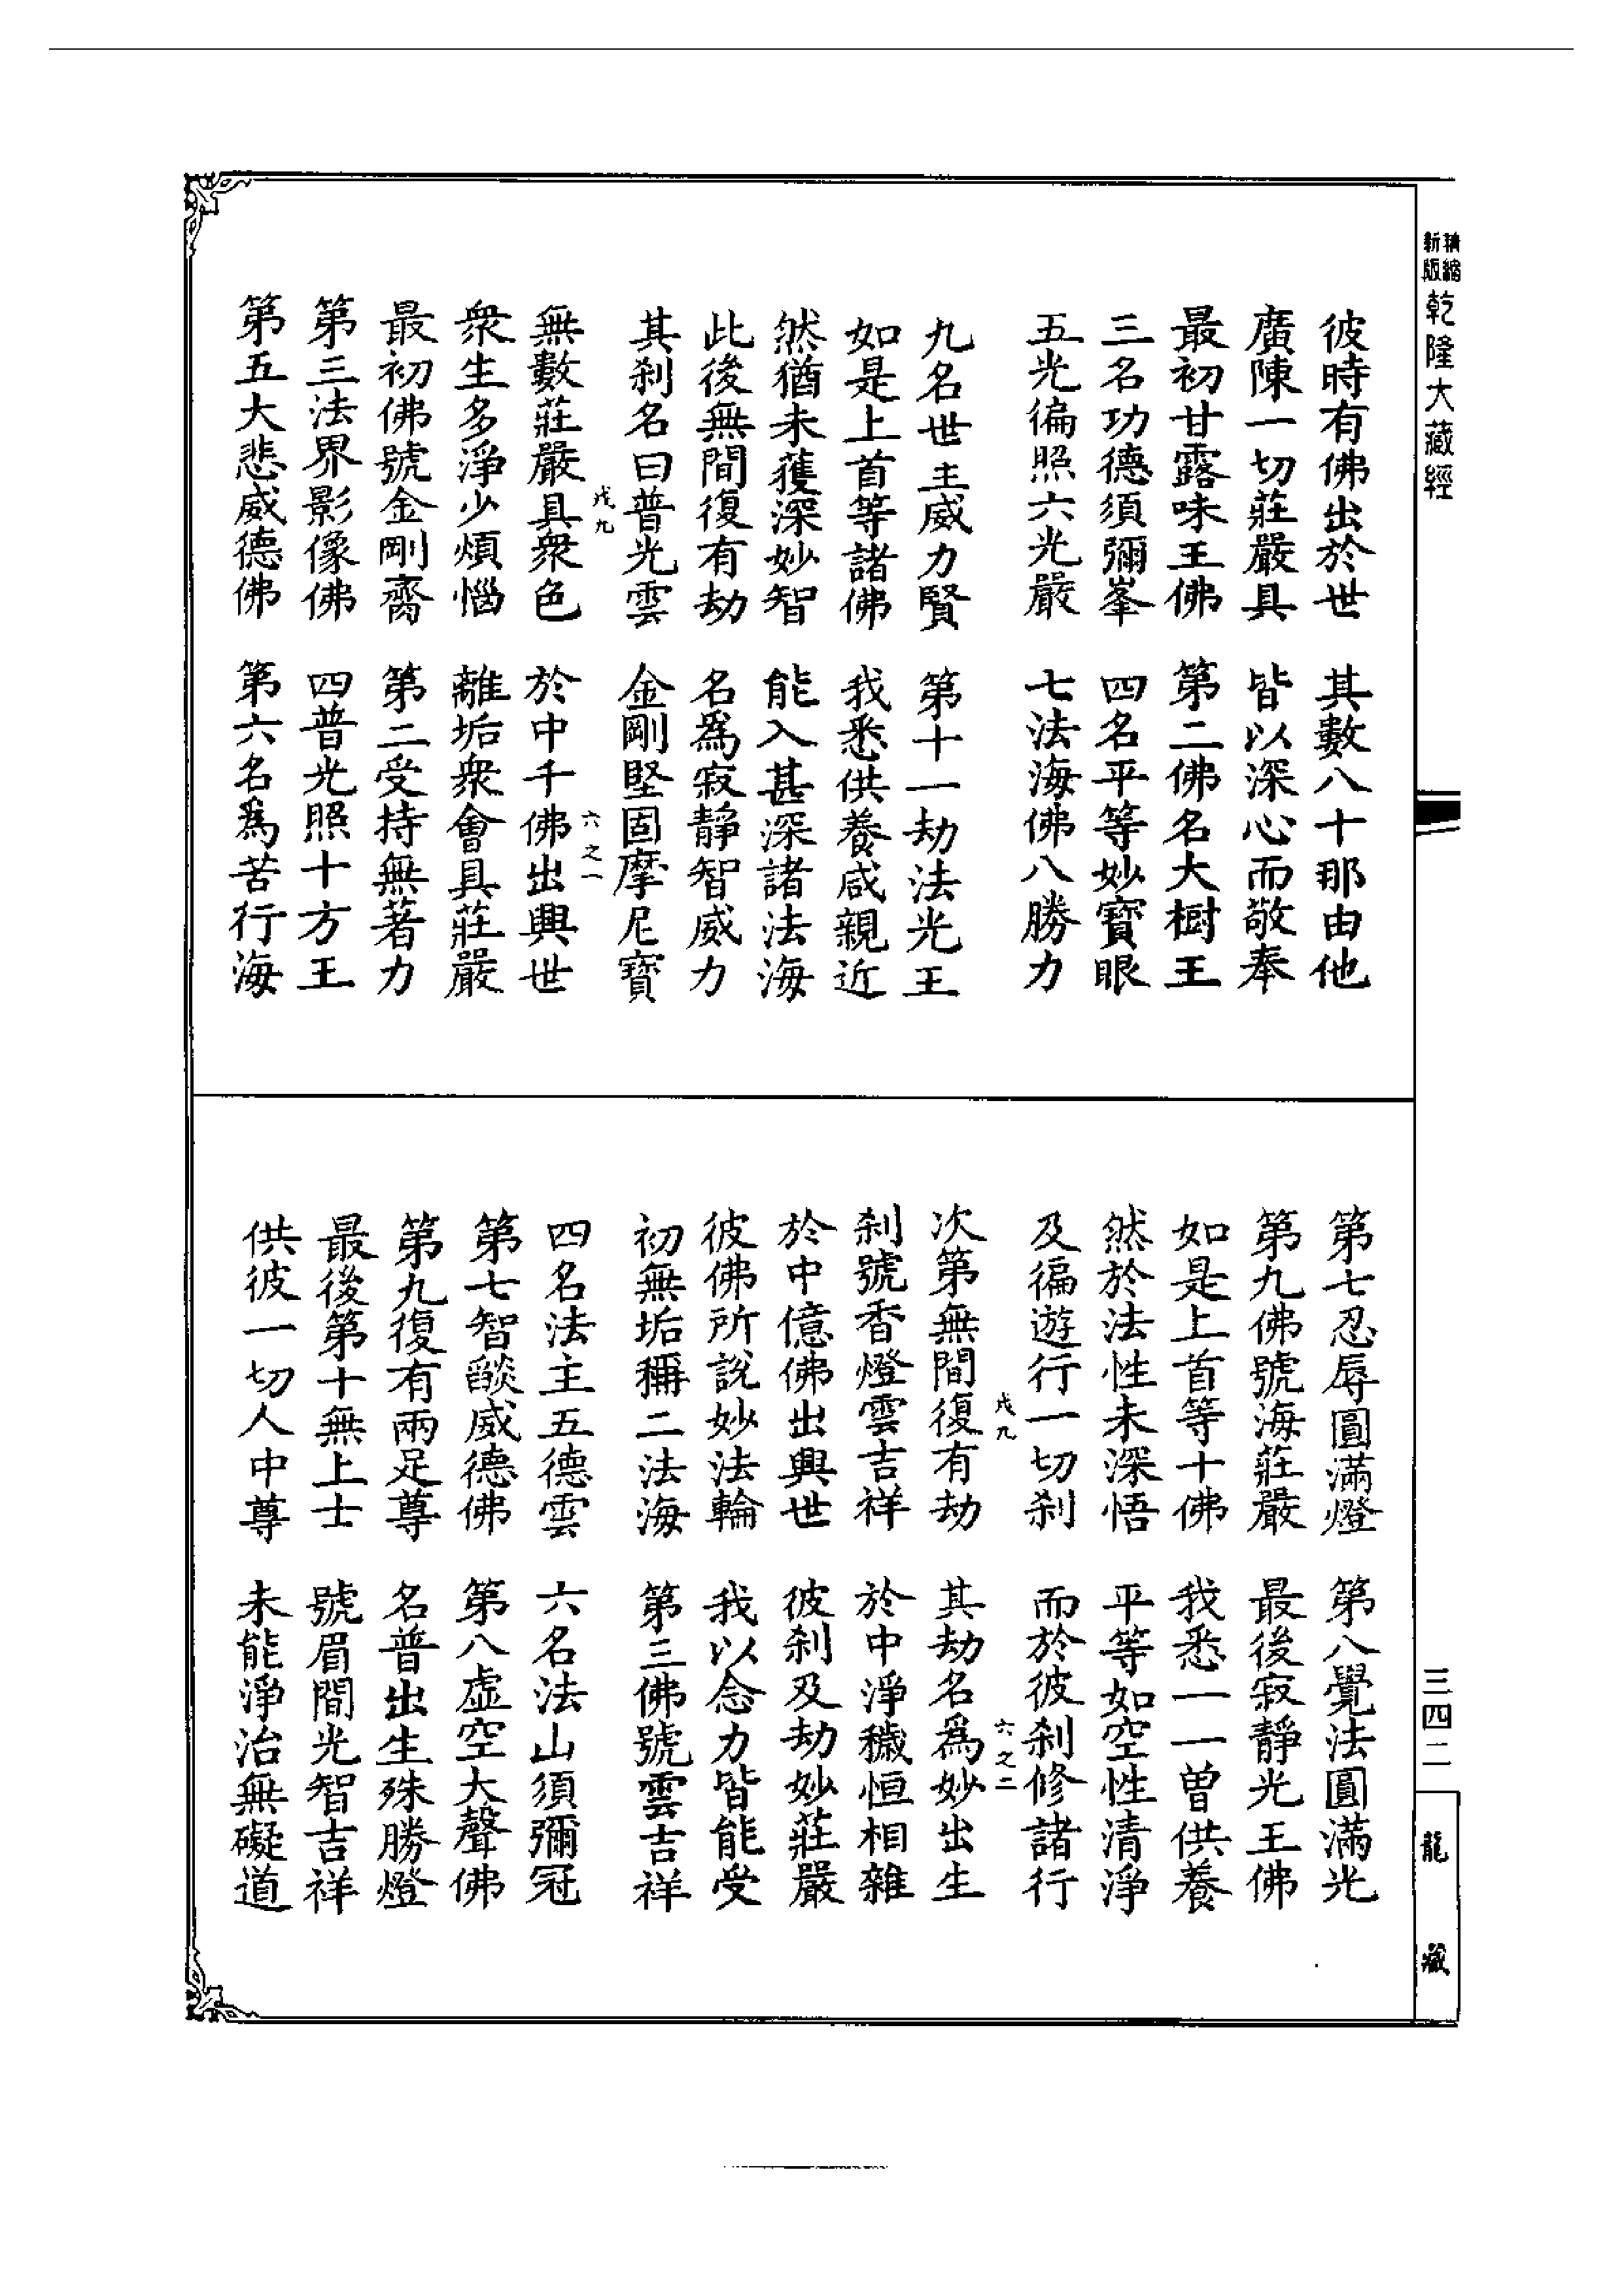 精縮
新版
乾隆大藏經
彼時有佛出於世　其數八十那由他
廣陳一切莊嚴具　皆以深心而敬奉
最初甘露味王佛　第二佛名大樹王
三名功德須彌峯　四名平等妙寶眼
五光徧照六光嚴　七法海佛八勝力
九名世主威力賢　第十一劫法光王
如是上首等諸佛　我悉供養咸親近
然猶未獲深妙智　能入甚深諸法海
此後無間復有劫　名爲寂靜智威力
其刹名曰普光雲　金剛堅固摩尼寶
戌九　六之一
無數莊嚴具衆色　於中千佛出興世
衆生多淨少煩惱　離垢衆會具莊嚴
最初佛號金剛齎　第二受持無著力
第三法界影像佛　四普光照十方王
第五大悲威德佛　第六名爲苦行海
第七忍辱圓滿燈　第八覺法圓滿光
第九佛號海莊嚴　最後寂靜光王佛
如是上首等十佛　我悉一一曽供養
然於法性未深悟　平等如空性清淨
及徧遊行一切刹　而於彼刹修諸行
戌九　六之二
次第無間復有劫　其劫名爲妙出生
刹號香燈雲吉祥　於中淨穢恒相雜
於中億佛出興世　彼刹及劫妙莊嚴
彼佛所說妙法輪　我以念力皆能受
初無垢稱二法海　第三佛號雲吉祥
四名法主五德雲　六名法山須彌冠
第七智燄威德佛　第八虛空大聲佛
第九復有兩足尊　名普出生殊勝燈
最後第十無上士　號眉間光智吉祥
供彼一切人中尊　未能淨治無礙道
三四二
龍藏